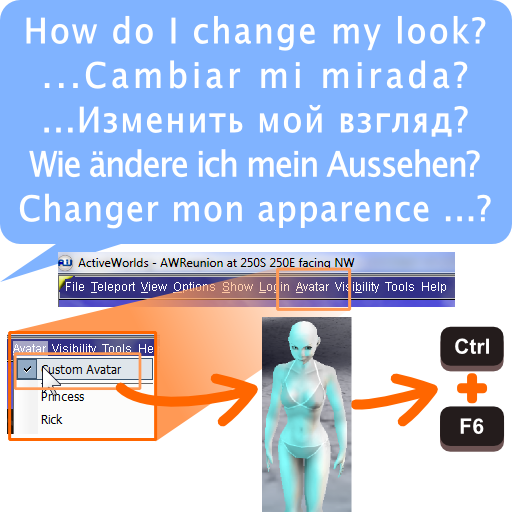 How do I change my look?
...Cambiar mi mirada?
...Изменить мой взгляд?
Wie ändere ich mein Aussehen?
Changer mon apparence ...?
ActiveWorlds - AWReunion at 250S 250E facing NW
File Teleport View Options Show Login Avatar Visibility Tools Help
Avatar Visibility Tools He
Custom Avatar
Princess
Rick
Ctrl
+
F6